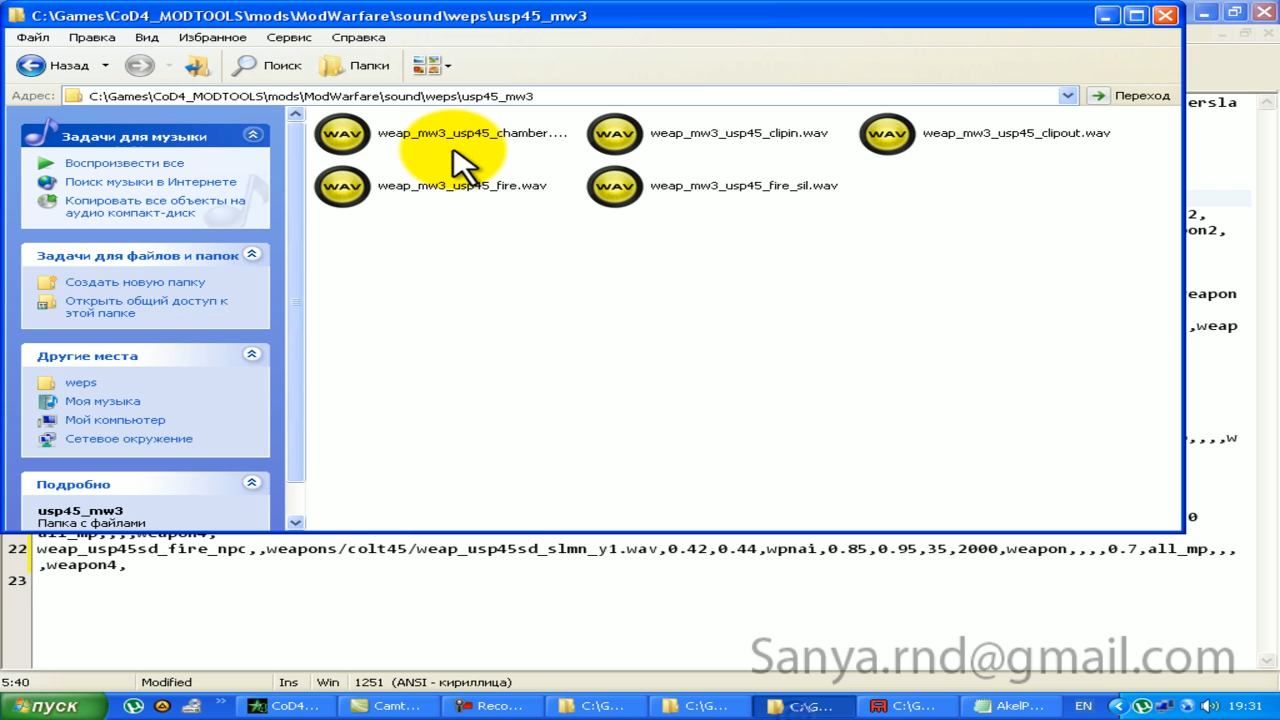 C:\Games\CoD4_MODTOOLS\mods\ModWarfare\sound\weps\usp45_mw3
Файл Правка Вид Избранное Сервис Справка
Назад Поиск Папки
Адрес: C:\Games\CoD4_MODTOOLS\mods\ModWarfare\sound\weps\usp45_mw3 Переход
Задачи для музыки
Воспроизвести все
Поиск музыки в Интернете
Копировать все объекты на
аудио компакт-диск
Задачи для файлов и папок
Создать новую папку
Открыть общий доступ к
этой папке
Другие места
weps
Моя музыка
Мой компьютер
Сетевое окружение
Подробно
usp45_mw3
Папка с файлами
WAV weap_mw3_usp45_chamber....
WAV weap_mw3_usp45_clipin.wav
WAV weap_mw3_usp45_clipout.wav
WAV weap_mw3_usp45_fire.wav
WAV weap_mw3_usp45_fire_sil.wav
ersla
2,
on2,
weapon
,weap
,,,,w
0
all_mp,,,,weapon4,
22 weap_usp45sd_fire_npc,,weapons/colt45/weap_usp45sd_slmn_y1.wav,0.42,0.44,wpnai,0.85,0.95,35,2000,weapon,,,,0.7,all_mp,,,
,weapon4,
23
Sanya.rnd@gmail.com
5:40 Modified Ins Win 1251 (ANSI - кириллица)
пуск » CoD4... Camt... Reco... C:\G... C:\G... C:\G... C:\G... AkelP... EN 19:31